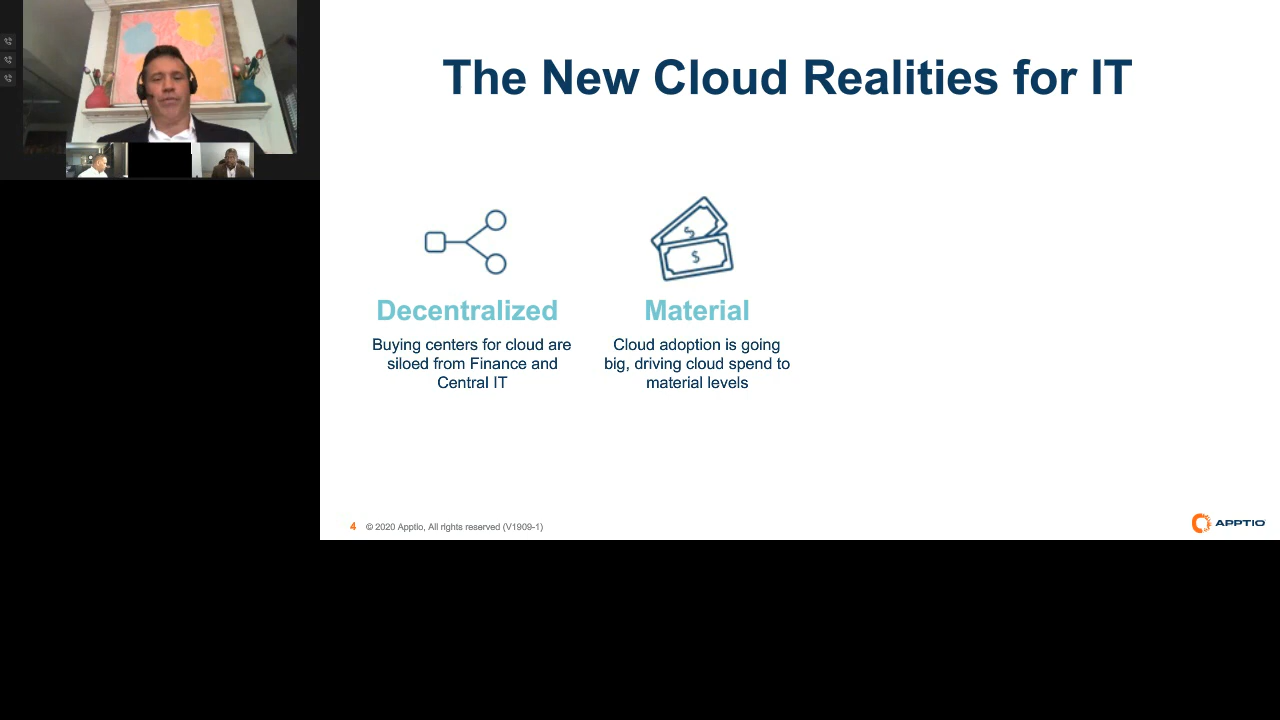 The New Cloud Realities for IT
$
$
Decentralized
Buying centers for cloud are
siloed from Finance and
Central IT
Material
Cloud adoption is going
big, driving cloud spend to
material levels
4 © 2020 Apptio, All rights reserved (V1909-1)
APPTIO